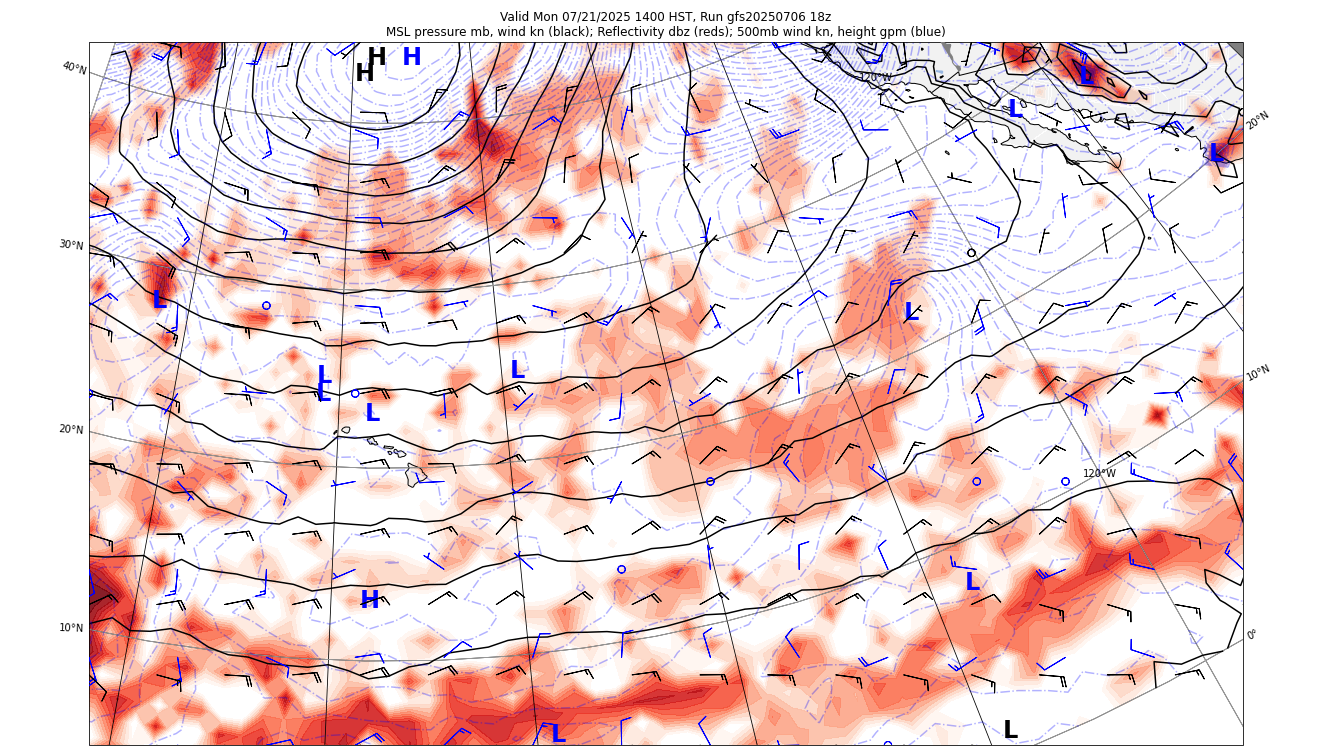 Valid Mon 07/21/2025 1400 HST, Run gfs20250706 18z
MSL pressure mb, wind kn (black); Reflectivity dbz (reds); 500mb wind kn, height gpm (blue)
H H
H
40°N
120°W
L
L
20°N
L
30°N
L
L
L
L
L
L
10°N
20°N
120°W
L
H
10°N
0°
L
L